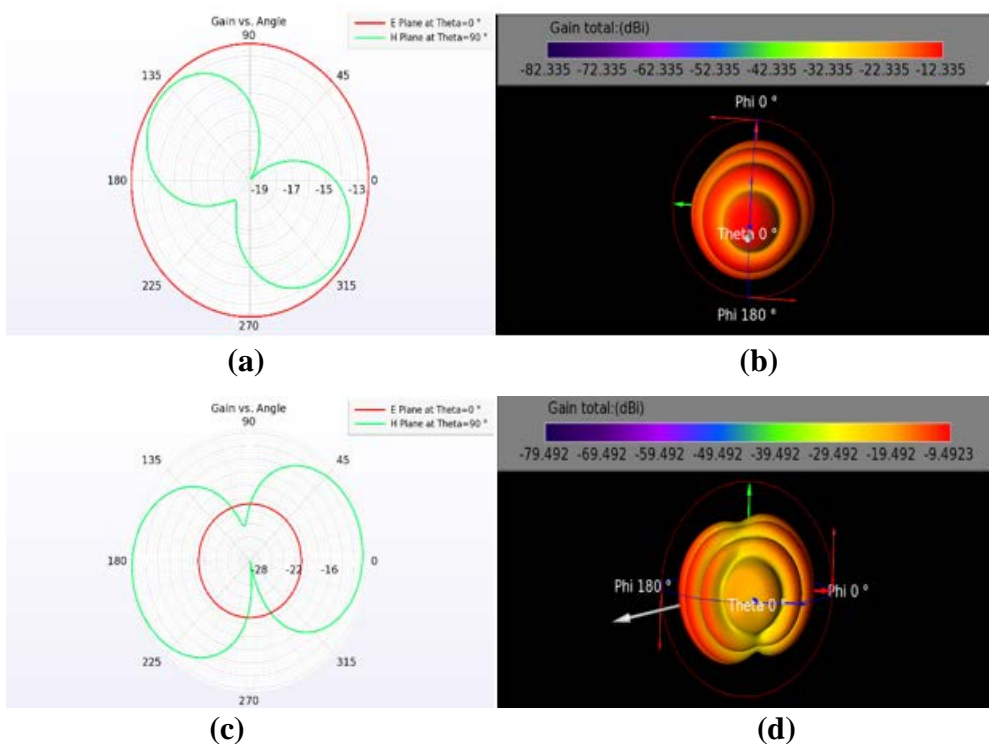 Gain vs. Angle
E Plane at Theta=0 °
H Plane at Theta=90 °
90
135 45
180 -19 -17 -15 -13 0
225 315
270
(a)
Gain total:(dBi)
-82.335 -72.335 -62.335 -52.335 -42.335 -32.335 -22.335 -12.335
Phi 0 °
Theta 0 °
Phi 180 °
(b)
Gain vs. Angle
E Plane at Theta=0 °
H Plane at Theta=90 °
90
135 45
180 -28 -22 -16 0
225 315
270
(c)
Gain total:(dBi)
-79.492 -69.492 -59.492 -49.492 -39.492 -29.492 -19.492 -9.4923
Phi 180 ° Theta 0 ° Phi 0 °
(d)